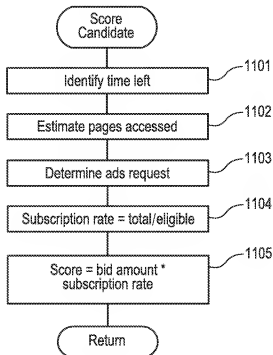 Score
Candidate
Identify time left
1101
Estimate pages accessed
1102
Determine ads request
1103
Subscription rate = total/eligible
1104
Score = bid amount *
subscription rate
1105
Return